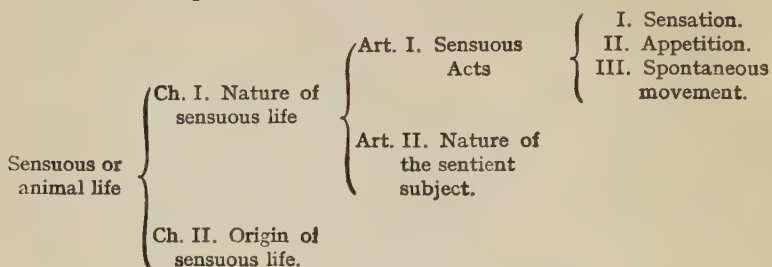 I. Sensation.
Art. I. Sensuous
Acts
II. Appetition.
III. Spontaneous
movement.
Ch. I. Nature of
sensuous life
Art. II. Nature of
the sentient
subject.
Sensuous or
animal life
Ch. II. Origin of
sensuous life.